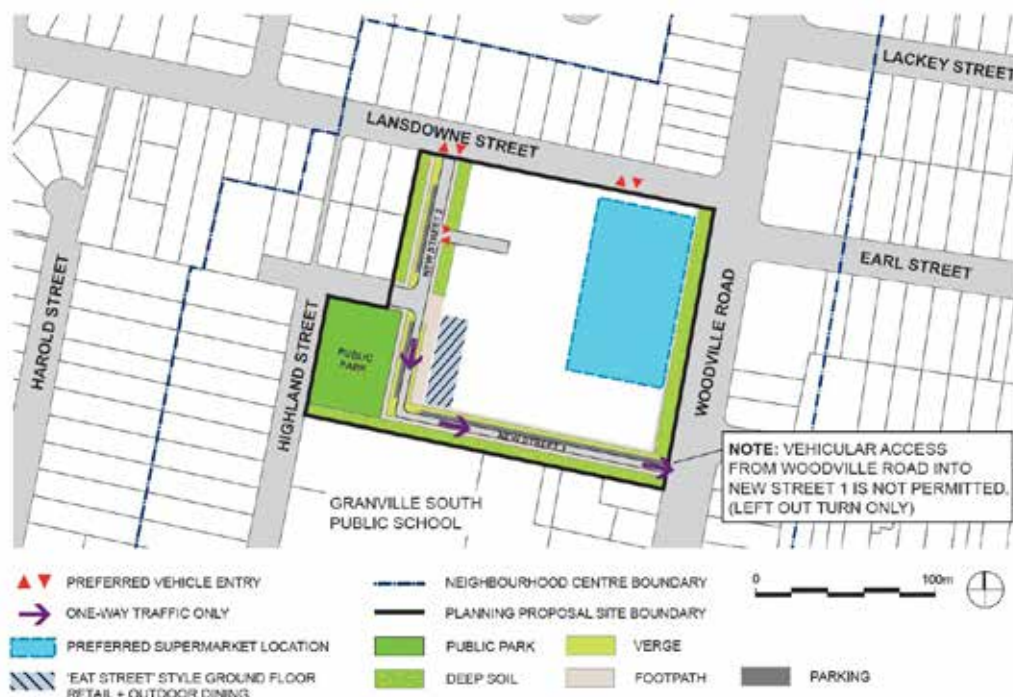 LACKEY STREET
LANSDOWNE STREET
NEW STREET 2
EARL STREET
HAROLD STREET
HIGHLAND STREET
PUBLIC
PARK
WOODVILLE ROAD
NEW STREET 1
NOTE: VEHICULAR ACCESS
FROM WOODVILLE ROAD INTO
NEW STREET 1 IS NOT PERMITTED.
(LEFT OUT TURN ONLY)
GRANVILLE SOUTH
PUBLIC SCHOOL
PREFERRED VEHICLE ENTRY
ONE-WAY TRAFFIC ONLY
PREFERRED SUPERMARKET LOCATION
'EAT STREET' STYLE GROUND FLOOR
RETAIL + OUTDOOR DINING
NEIGHBOURHOOD CENTRE BOUNDARY
PLANNING PROPOSAL SITE BOUNDARY
PUBLIC PARK
VERGE
DEEP SOIL
FOOTPATH
PARKING
0
100m